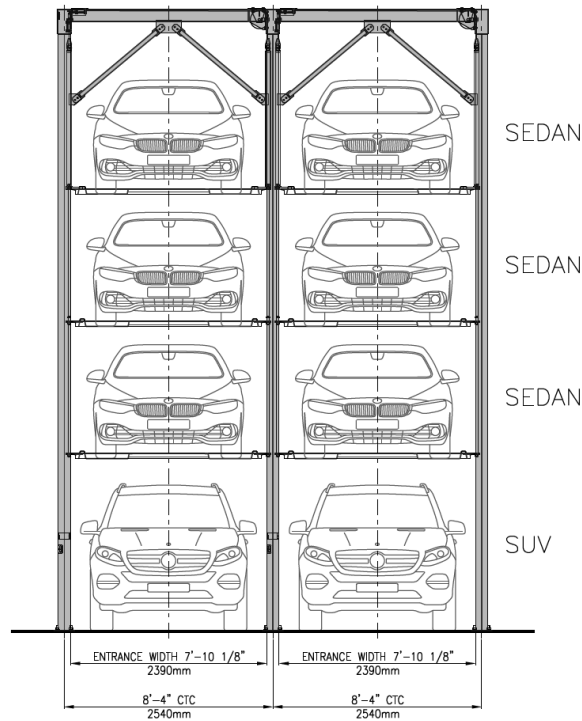 SEDAN
SEDAN
SEDAN
SUV
ENTRANCE WIDTH 7'-10 1/8" ENTRANCE WIDTH 7'-10 1/8"
2390mm 2390mm
8'-4" CTC 8'-4" CTC
2540mm 2540mm